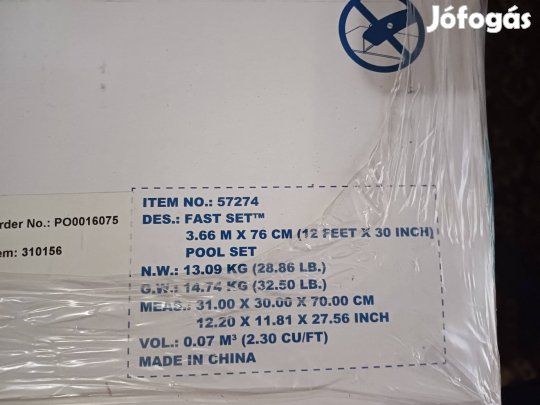 Jófogás
rder No.: PO0016075
em: 310156
ITEM NO.: 57274
DES.: FAST SET™
3.66 M X 76 CM (12 FEET X 30 INCH)
POOL SET
N.W.: 13.09 KG (28.86 LB.)
G.W.: 14.74 KG (32.50 LB.)
MEAS.: 31.00 X 30.00 X 70.00 CM
12.20 X 11.81 X 27.56 INCH
VOL.: 0.07 M³ (2.30 CU/FT)
MADE IN CHINA